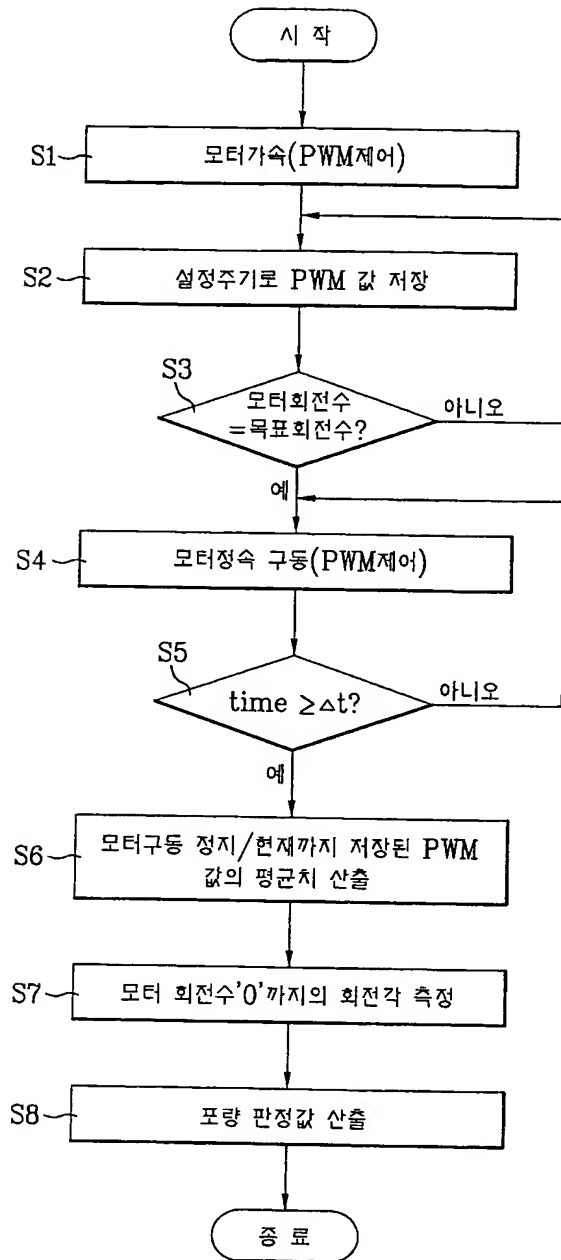 시 작
S1
모터가속(PWM제어)
S2
설정주기로 PWM 값 저장
S3
모터회전수
=목표회전수?
아니오
예
S4
모터정속 구동(PWM제어)
S5
time ≥△t?
아니오
예
S6
모터구동 정지/현재까지 저장된 PWM
값의 평균치 산출
S7
모터 회전수'0'까지의 회전각 측정
S8
포량 판정값 산출
종 료